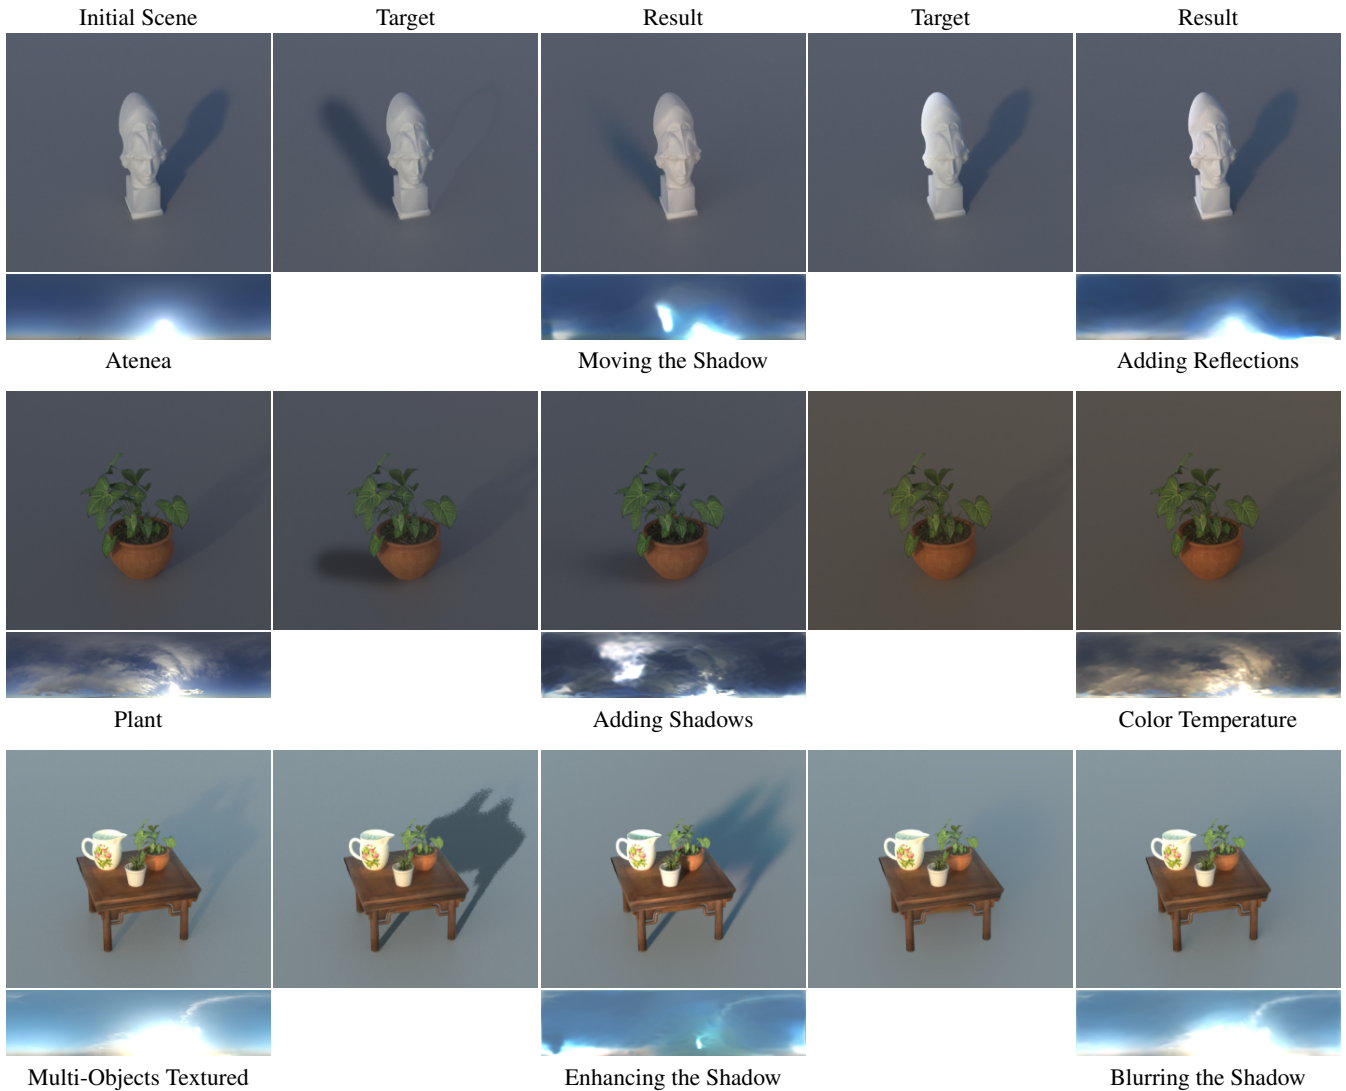 Initial Scene
Target
Result
Target
Result
Atenea
Moving the Shadow
Adding Reflections
Plant
Adding Shadows
Color Temperature
Multi-Objects Textured
Enhancing the Shadow
Blurring the Shadow